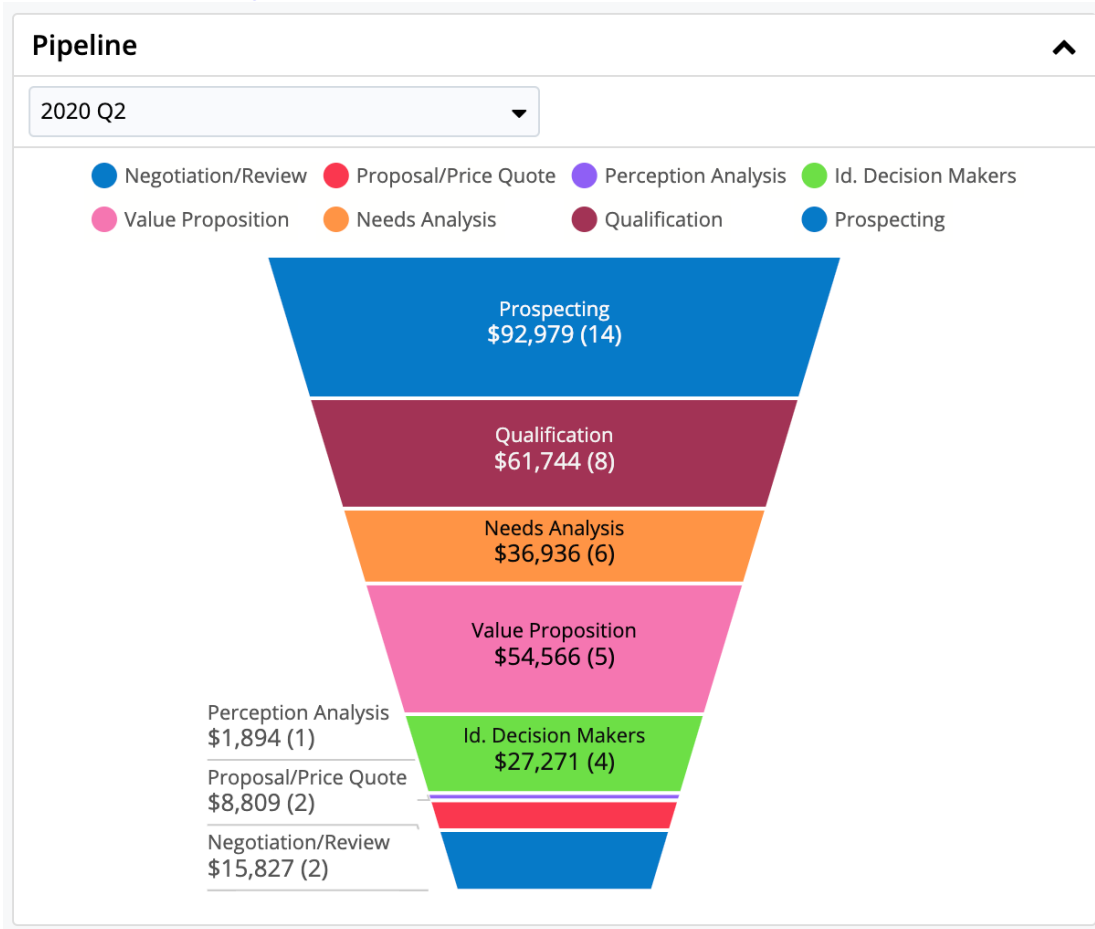 Pipeline
2020 Q2
Negotiation/Review
Proposal/Price Quote
Perception Analysis
Id. Decision Makers
Value Proposition
Needs Analysis
Qualification
Prospecting
Prospecting
$92,979 (14)
Qualification
$61,744 (8)
Needs Analysis
$36,936 (6)
Value Proposition
$54,566 (5)
Id. Decision Makers
$27,271 (4)
Perception Analysis
$1,894 (1)
Proposal/Price Quote
$8,809 (2)
Negotiation/Review
$15,827 (2)